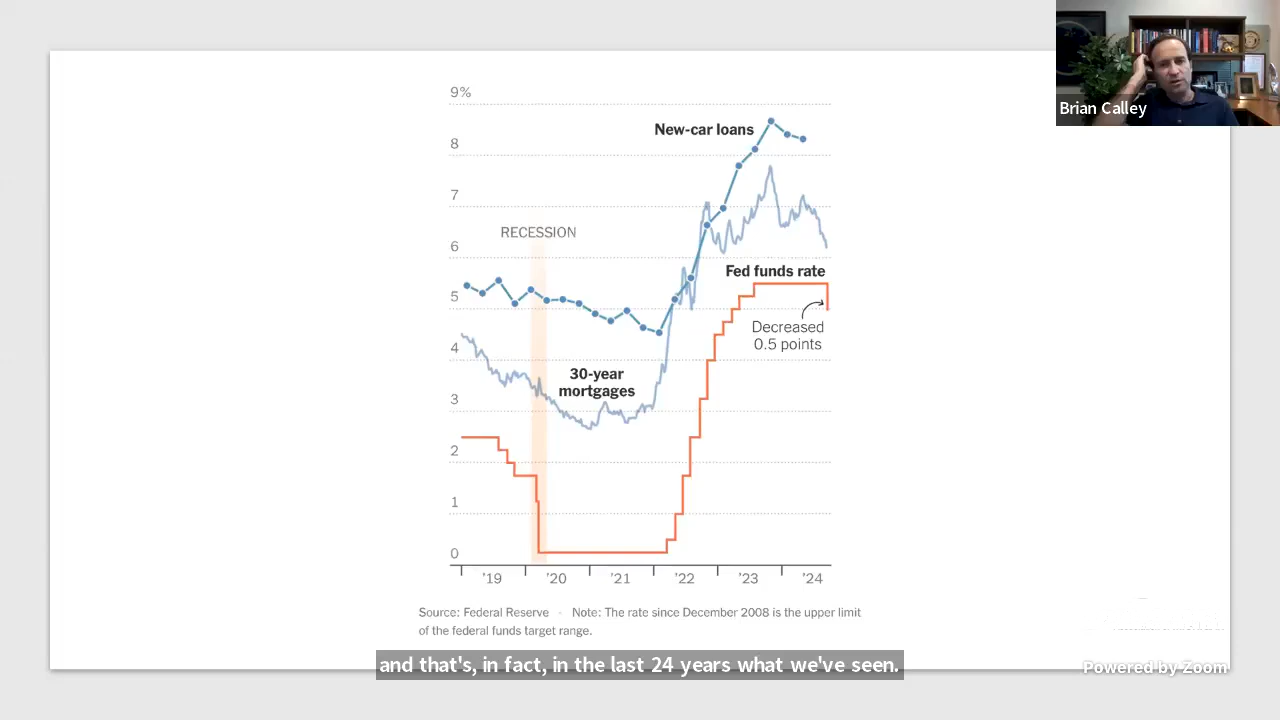 Brian Calley
9%
New-car loans
8
7
RECESSION
6
Fed funds rate
5
Decreased
0.5 points
4
30-year
mortgages
3
2
1
0
’19 ’20 ’21 ’22 ’23 ’24
Source: Federal Reserve Note: The rate since December 2008 is the upper limit
of the federal funds target range.
and that's, in fact, in the last 24 years what we've seen.
Powered by Zoom